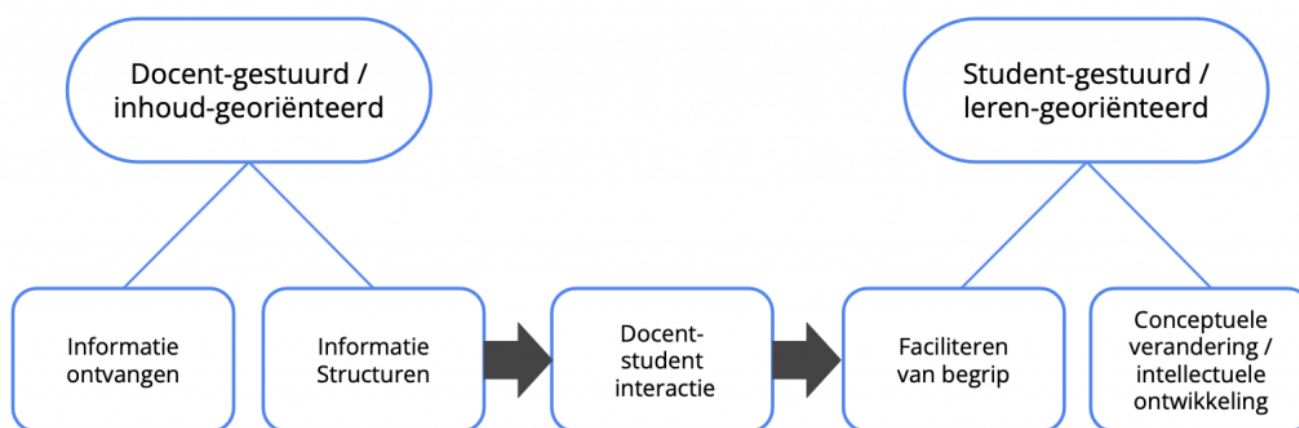 Docent-gestuurd /
inhoud-georiënteerd
Student-gestuurd /
leren-georiënteerd
Informatie
ontvangen
Informatie
Structuren
Docent-
student
interactie
Faciliteren
van begrip
Conceptuele
verandering /
intellectuele
ontwikkeling